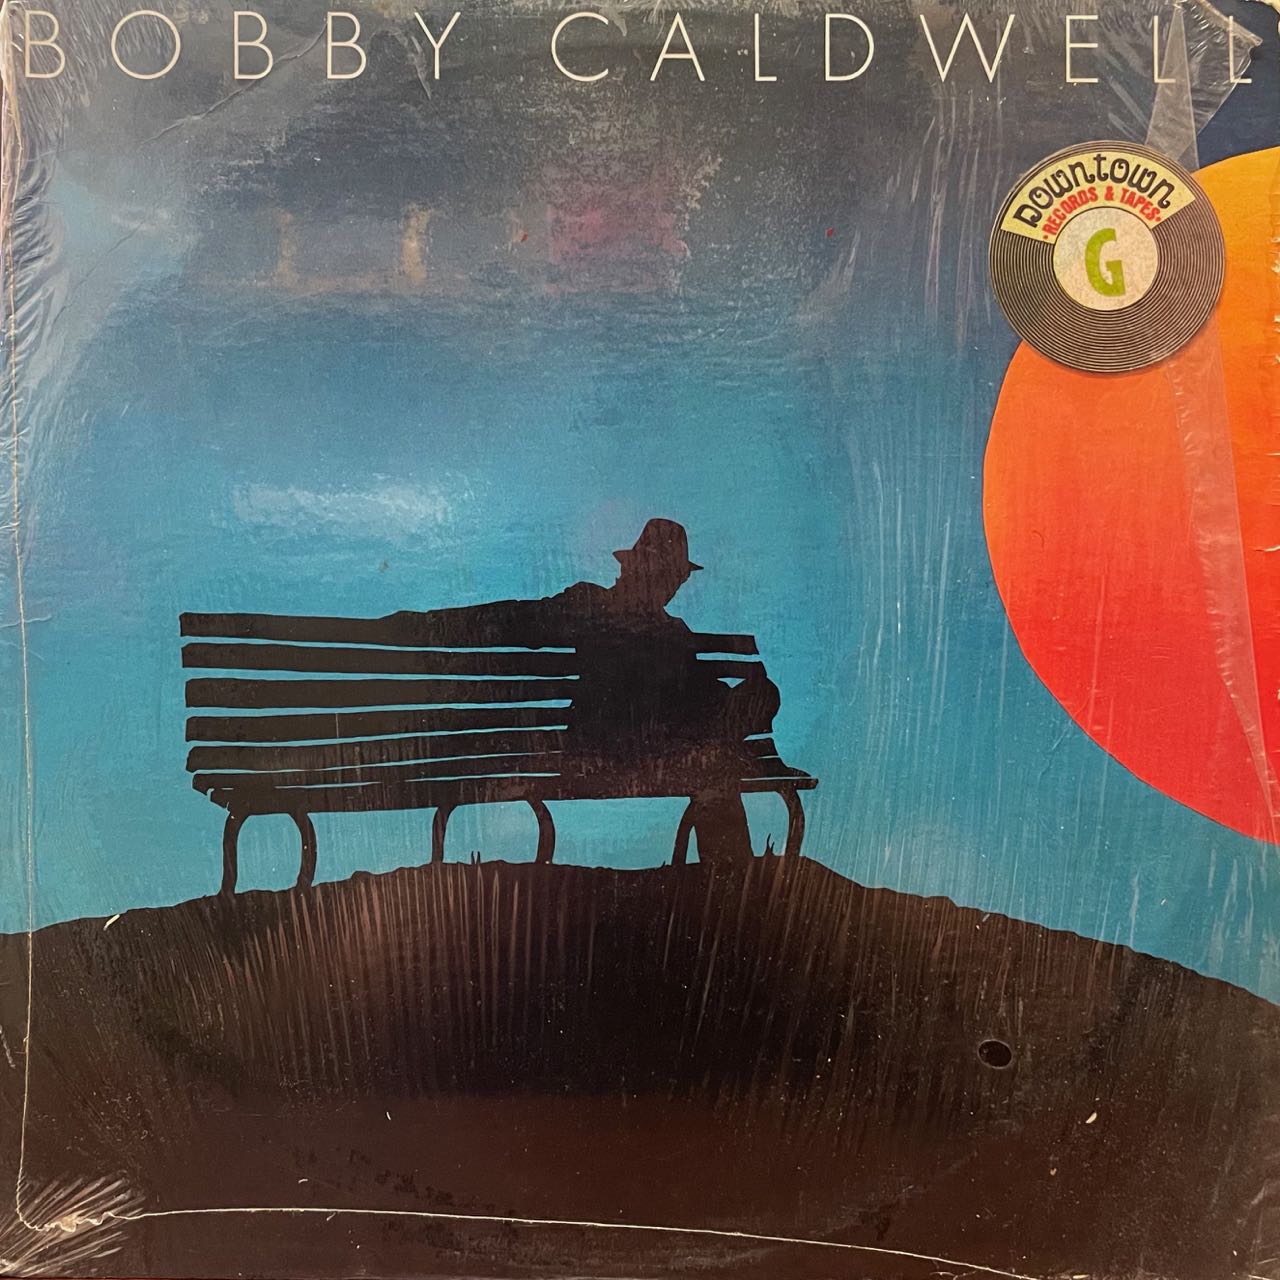 BOBBY CALDWELL
DOWNTOWN
·RECORDS & TAPES·
G